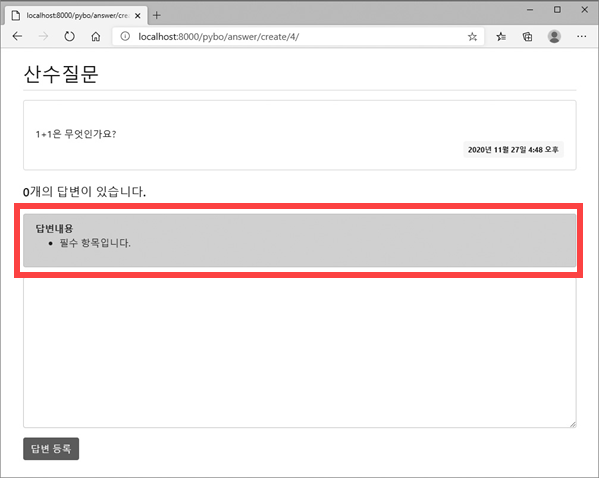 localhost:8000/pybo/answer/cre
localhost:8000/pybo/answer/create/4/
산수질문
1+1은 무엇인가요?
2020년 11월 27일 4:48 오후
0개의 답변이 있습니다.
답변내용
필수 항목입니다.
답변 등록